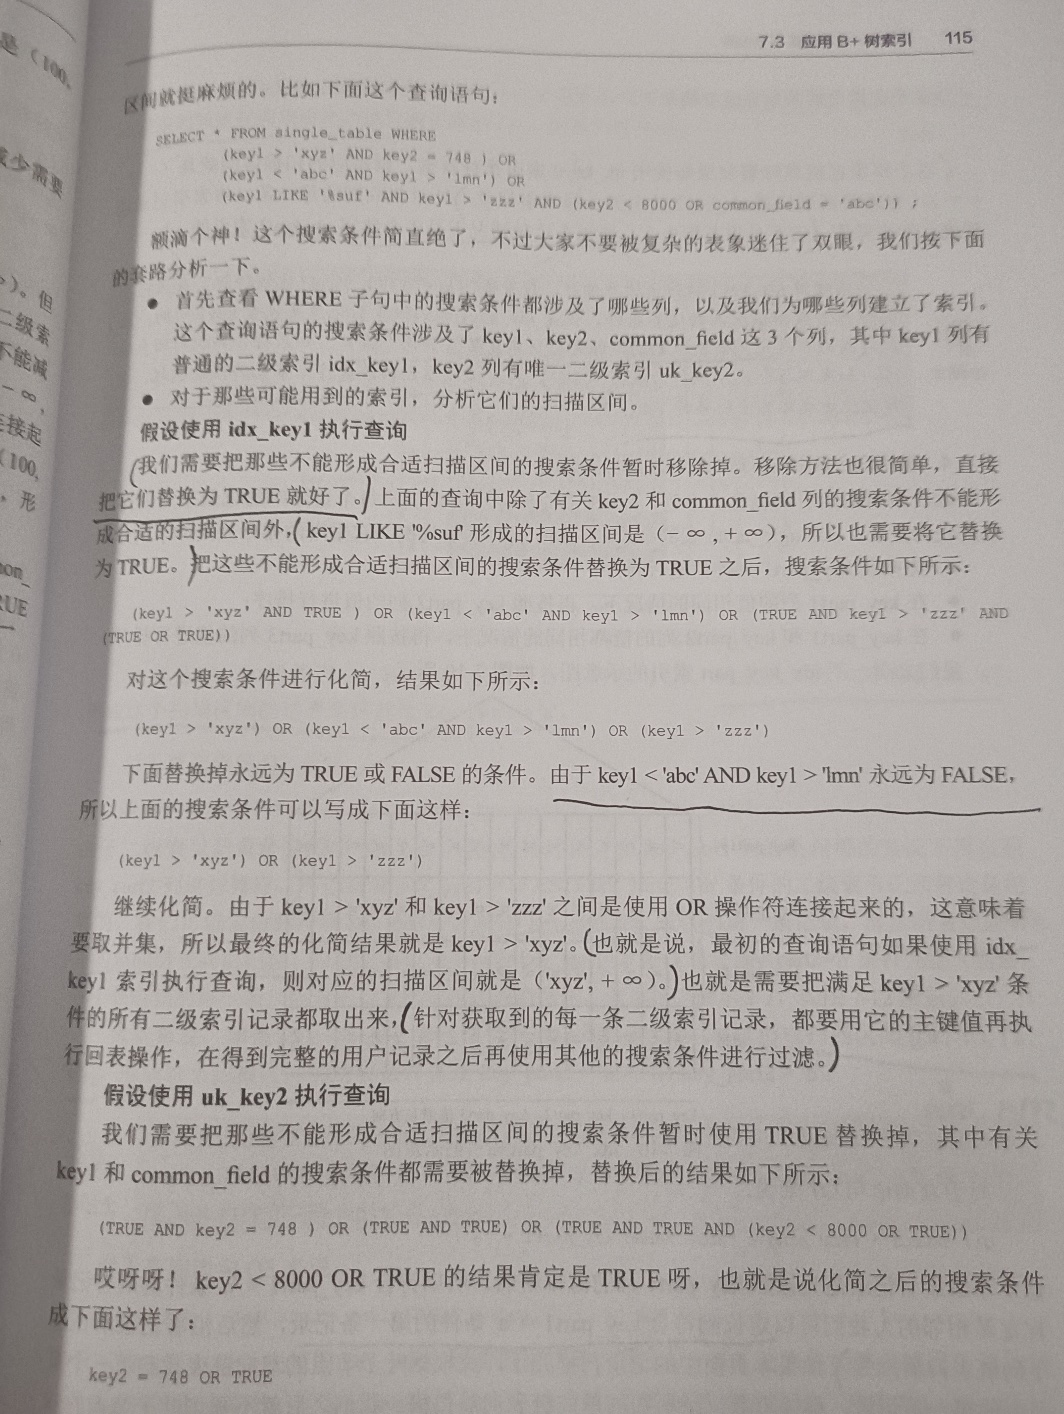 7.3 应用 B+ 树索引 115
是（100,
区间就挺麻烦的。比如下面这个查询语句：
SELECT * FROM single_table WHERE
(key1 > 'xyz' AND key2 = 748 ) OR
少需要
(key1 < 'abc' AND key1 > 'lmn') OR
(key1 LIKE '%suf' AND key1 > 'zzz' AND (key2 < 8000 OR common_field = 'abc')) ;
额滴个神！这个搜索条件简直绝了，不过大家不要被复杂的表象迷住了双眼，我们按下面
的套路分析一下。
)。但
● 首先查看 WHERE 子句中的搜索条件都涉及了哪些列，以及我们为哪些列建立了索引。
二级索
这个查询语句的搜索条件涉及了 key1、key2、common_field 这 3 个列，其中 key1 列有
不能减
普通的二级索引 idx_key1，key2 列有唯一二级索引 uk_key2。
－∞,
● 对于那些可能用到的索引，分析它们的扫描区间。
接起
假设使用 idx_key1 执行查询
(100,
我们需要把那些不能形成合适扫描区间的搜索条件暂时移除掉。移除方法也很简单，直接
，形
把它们替换为 TRUE 就好了。上面的查询中除了有关 key2 和 common_field 列的搜索条件不能形
成合适的扫描区间外，key1 LIKE '%suf' 形成的扫描区间是（－∞,＋∞），所以也需要将它替换
为 TRUE。把这些不能形成合适扫描区间的搜索条件替换为 TRUE 之后，搜索条件如下所示：
(key1 > 'xyz' AND TRUE ) OR (key1 < 'abc' AND key1 > 'lmn') OR (TRUE AND key1 > 'zzz' AND
(TRUE OR TRUE))
对这个搜索条件进行化简，结果如下所示：
(key1 > 'xyz') OR (key1 < 'abc' AND key1 > 'lmn') OR (key1 > 'zzz')
下面替换掉永远为 TRUE 或 FALSE 的条件。由于 key1 < 'abc' AND key1 > 'lmn' 永远为 FALSE，
所以上面的搜索条件可以写成下面这样：
(key1 > 'xyz') OR (key1 > 'zzz')
继续化简。由于 key1 > 'xyz' 和 key1 > 'zzz' 之间是使用 OR 操作符连接起来的，这意味着
要取并集，所以最终的化简结果就是 key1 > 'xyz'。也就是说，最初的查询语句如果使用 idx_
key1 索引执行查询，则对应的扫描区间就是（'xyz',＋∞）。也就是需要把满足 key1 > 'xyz' 条
件的所有二级索引记录都取出来，针对获取到的每一条二级索引记录，都要用它的主键值再执
行回表操作，在得到完整的用户记录之后再使用其他的搜索条件进行过滤。
假设使用 uk_key2 执行查询
我们需要把那些不能形成合适扫描区间的搜索条件暂时使用 TRUE 替换掉，其中有关
key1 和 common_field 的搜索条件都需要被替换掉，替换后的结果如下所示：
(TRUE AND key2 = 748 ) OR (TRUE AND TRUE) OR (TRUE AND TRUE AND (key2 < 8000 OR TRUE))
哎呀呀！ key2 < 8000 OR TRUE 的结果肯定是 TRUE 呀，也就是说化简之后的搜索条件
成下面这样了：
key2 = 748 OR TRUE